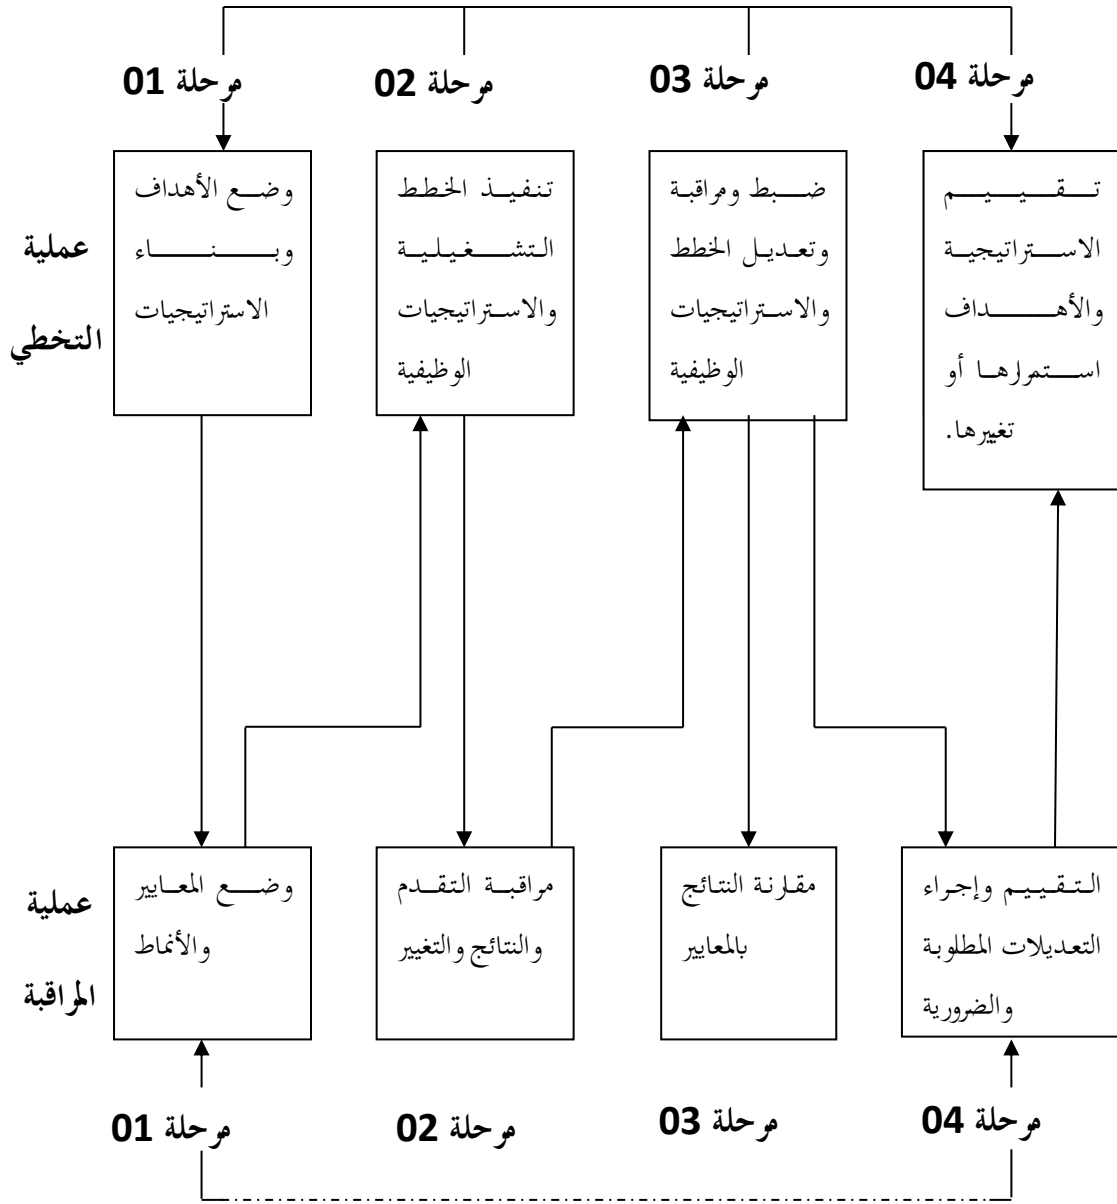 مرحلة 01
مرحلة 02
مرحلة 03
مرحلة 04
عملية
التخطي
وضع الأهداف
وبناء
الاستراتيجيات
تنفيذ الخطط
التشغيلية
والاستراتيجيات
الوظيفية
ضبط ومراقبة
وتعديل الخطط
والاستراتيجيات
الوظيفية
تقييم
الاستراتيجية
والأهداف
استمرارها أو
تغيرها.
عملية
المراقبة
وضع المعايير
والأنماط
مراقبة التقدم
والنتائج والتغيير
مقارنة النتائج
بالمعايير
التقييم وإجراء
التعديلات المطلوبة
والضرورية
مرحلة 01
مرحلة 02
مرحلة 03
مرحلة 04